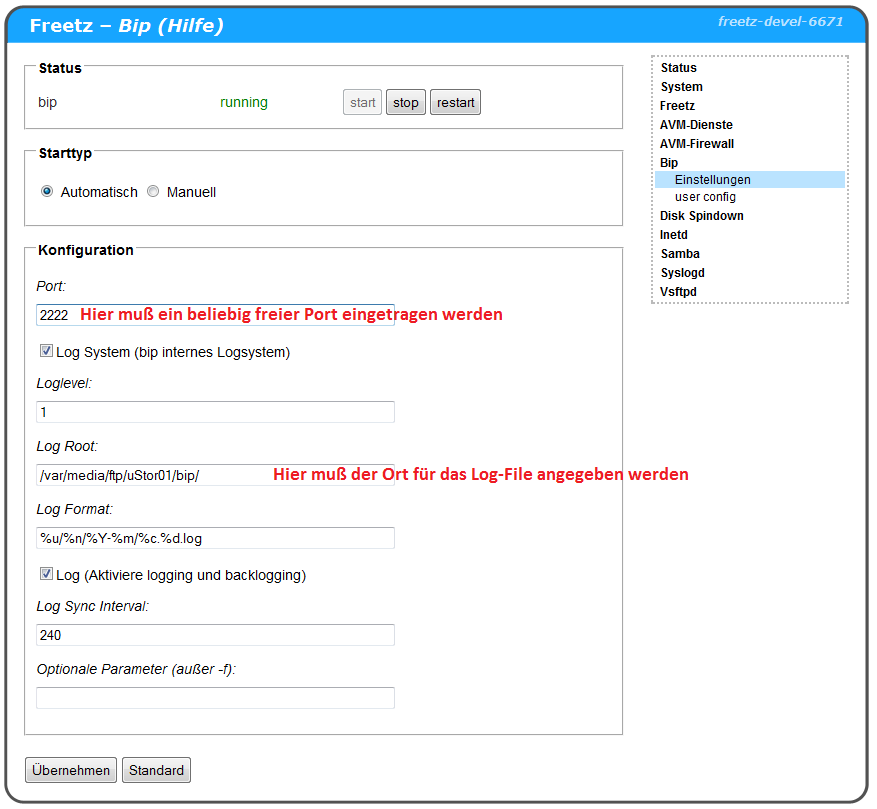 Freetz – Bip (Hilfe)
freetz-devel-6671
Status
bip running start stop restart
Starttyp
Automatisch Manuell
Konfiguration
Port:
2222 Hier muß ein beliebig freier Port eingetragen werden
Log System (bip internes Logsystem)
Loglevel:
1
Log Root:
/var/media/ftp/uStor01/bip/ Hier muß der Ort für das Log-File angegeben werden
Log Format:
%u/%n/%Y-%m/%c.%d.log
Log (Aktiviere logging und backlogging)
Log Sync Interval:
240
Optionale Parameter (außer -f):
Übernehmen Standard
Status
System
Freetz
AVM-Dienste
AVM-Firewall
Bip
Einstellungen
user config
Disk Spindown
Inetd
Samba
Syslogd
Vsftpd